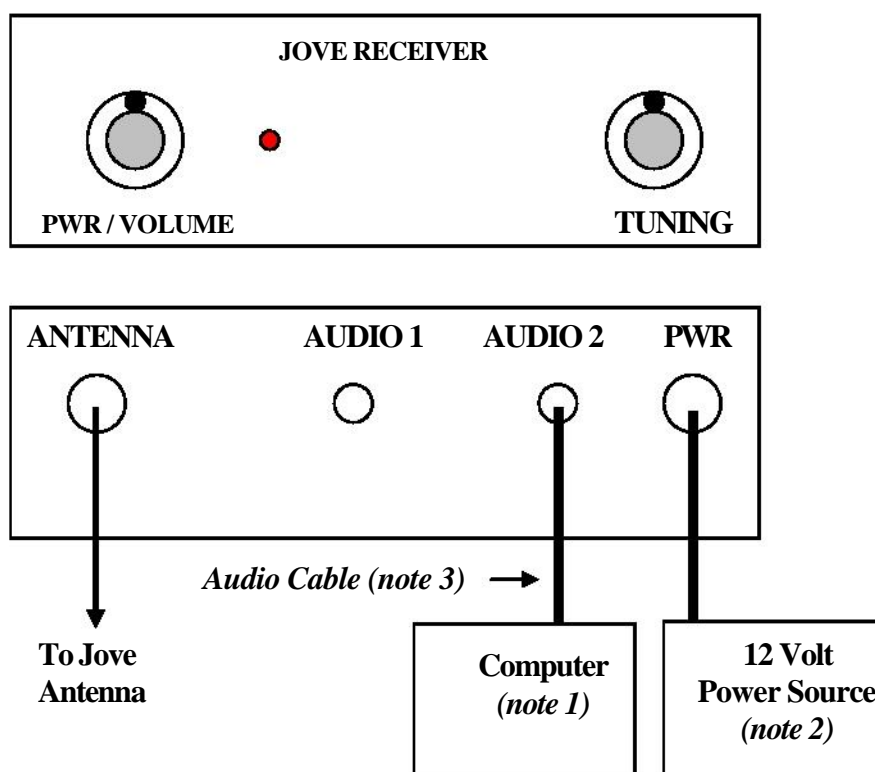 JOVE RECEIVER
PWR / VOLUME
TUNING
ANTENNA
AUDIO 1
AUDIO 2
PWR
Audio Cable (note 3)
To Jove
Antenna
Computer
(note 1)
12 Volt
Power Source
(note 2)